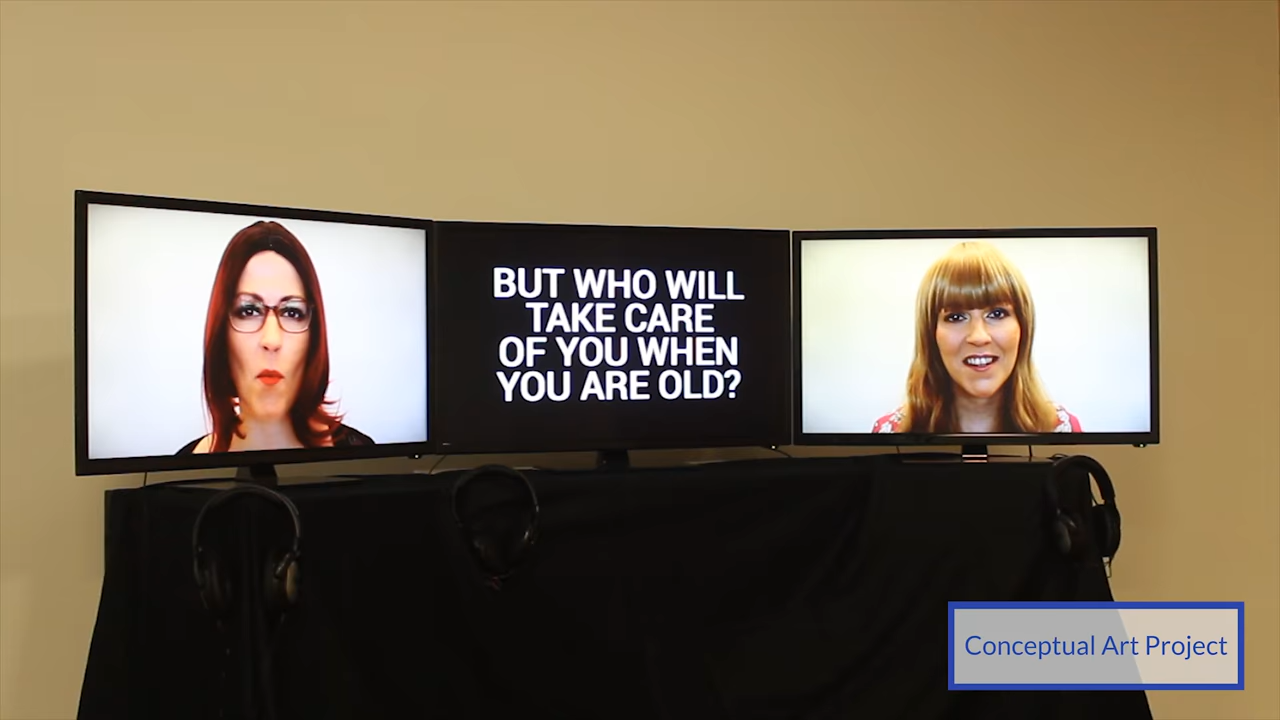 BUT WHO WILL
TAKE CARE
OF YOU WHEN
YOU ARE OLD?
Conceptual Art Project